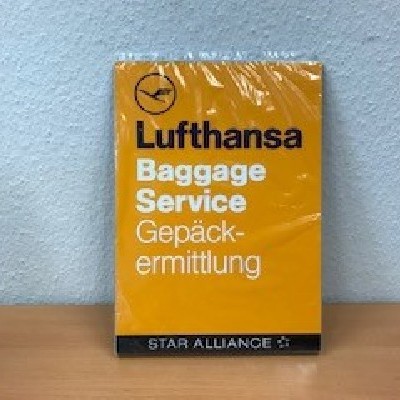 Lufthansa
Baggage
Service
Gepäck-
ermittlung
STAR ALLIANCE